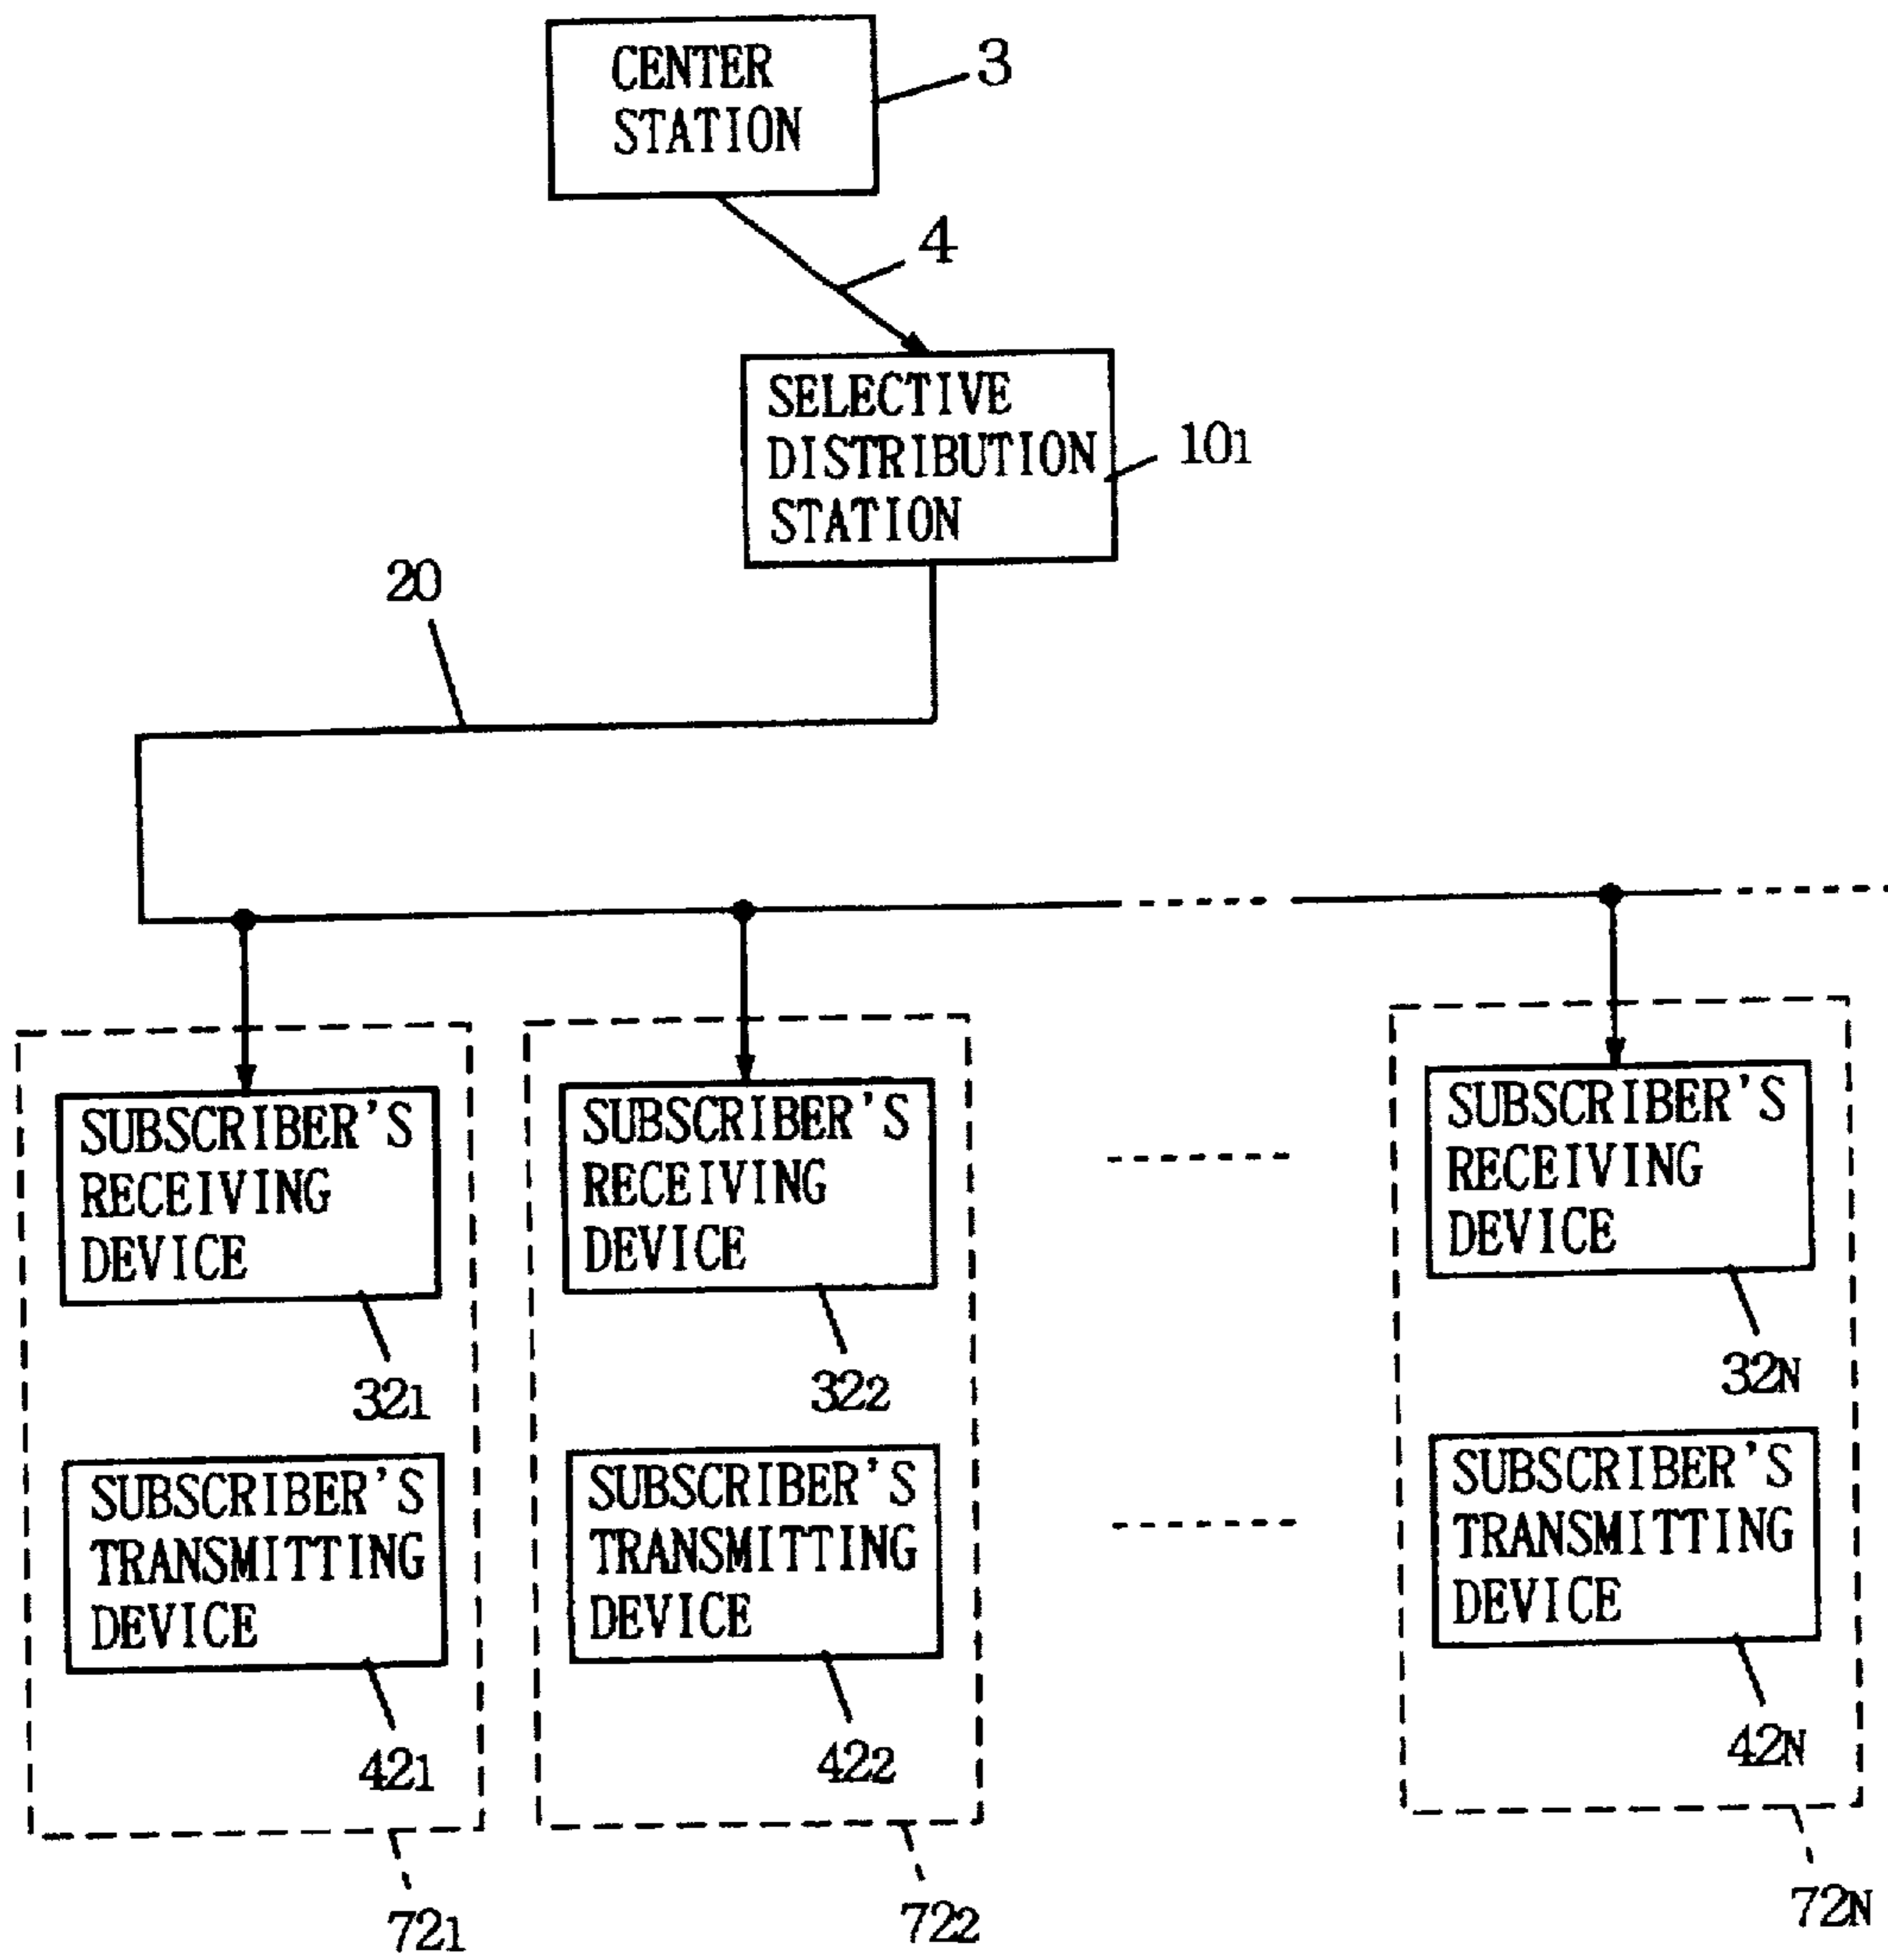 CENTER
STATION
3
4
SELECTIVE
DISTRIBUTION
STATION
10₁
20
SUBSCRIBER'S
RECEIVING
DEVICE
32₁
SUBSCRIBER'S
RECEIVING
DEVICE
32₂
SUBSCRIBER'S
RECEIVING
DEVICE
32N
SUBSCRIBER'S
TRANSMITTING
DEVICE
42₁
SUBSCRIBER'S
TRANSMITTING
DEVICE
42₂
SUBSCRIBER'S
TRANSMITTING
DEVICE
42N
72₁
72₂
72N